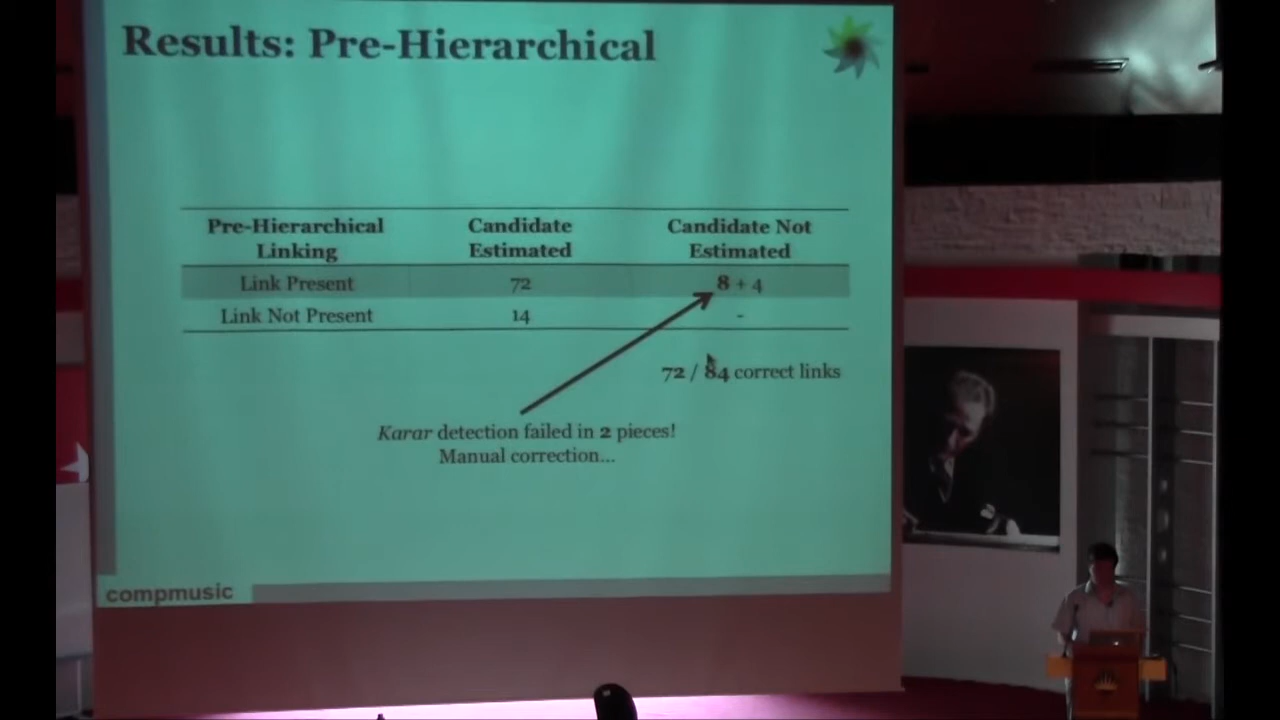 Results: Pre-Hierarchical
Pre-Hierarchical Linking Candidate Estimated Candidate Not Estimated
Link Present 72 8 + 4
Link Not Present 14 -
72 / 84 correct links
Karar detection failed in 2 pieces!
Manual correction...
compmusic